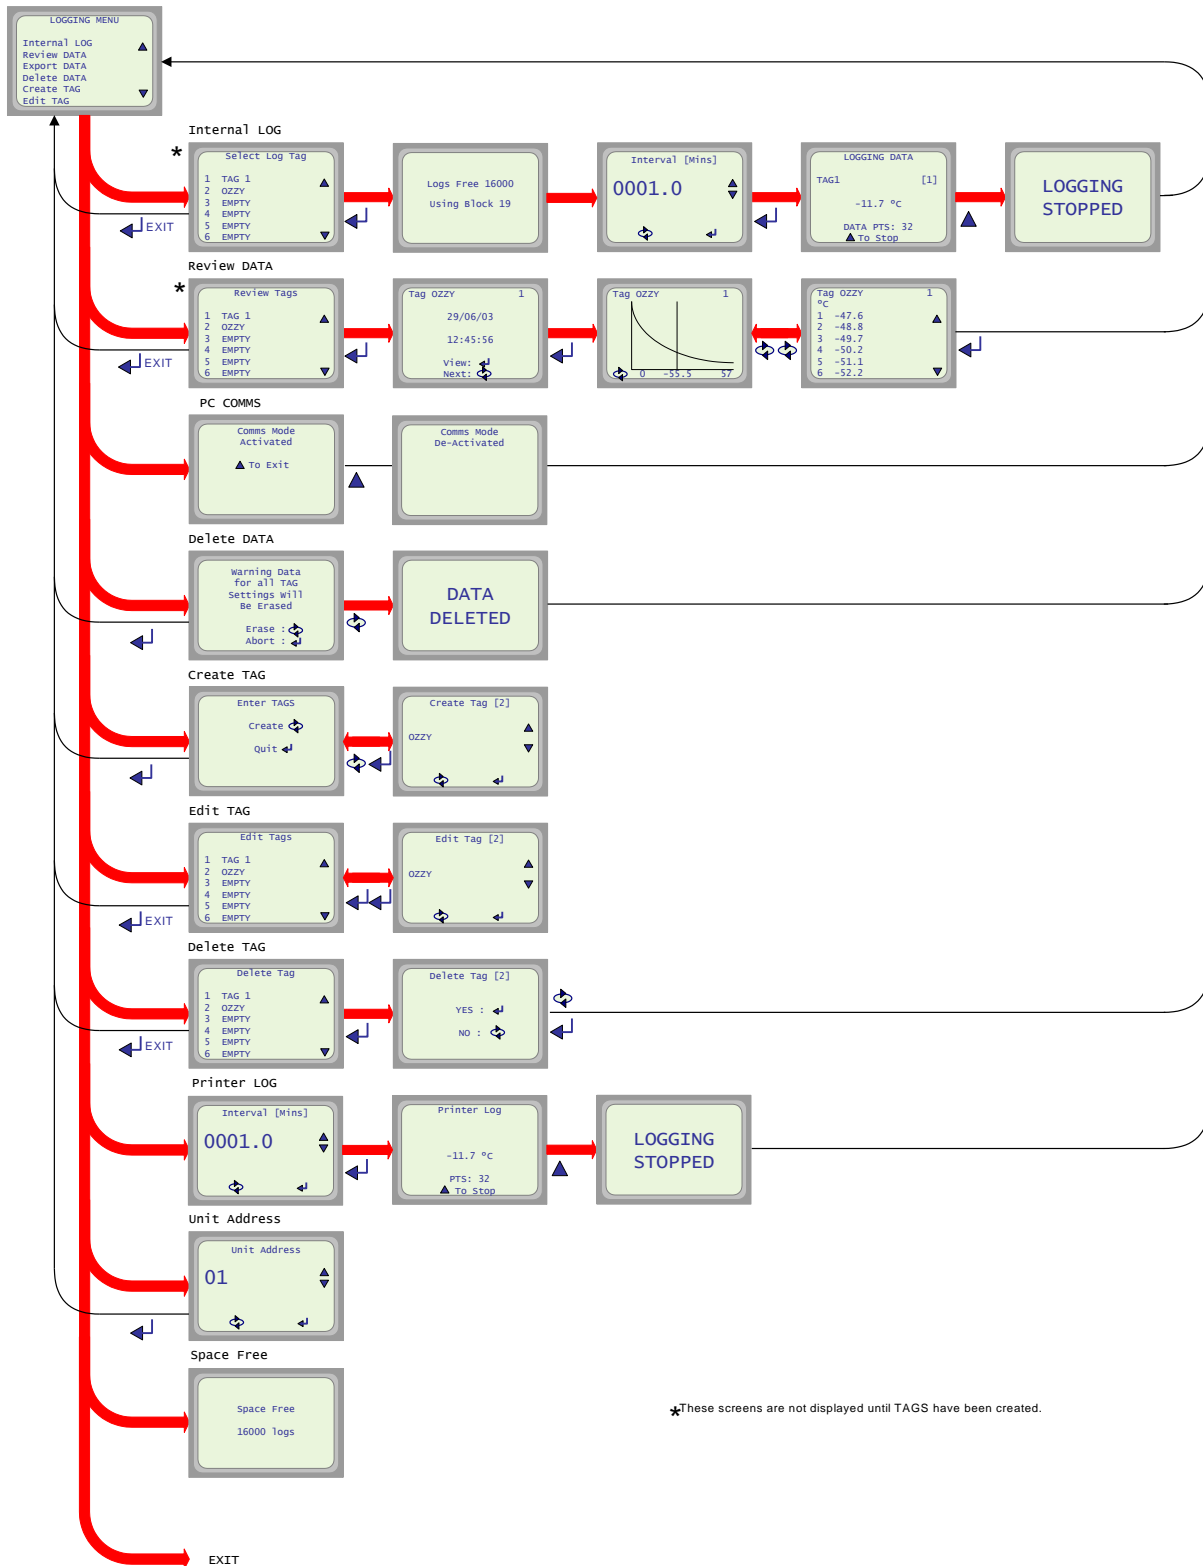 LOGGING MENU
Internal LOG
Review DATA
Export DATA
Delete DATA
Create TAG
Edit TAG
Internal LOG
*
Select Log Tag
1 TAG 1
2 OZZY
3 EMPTY
4 EMPTY
5 EMPTY
6 EMPTY
EXIT
Logs Free 16000
Using Block 19
Interval [Mins]
0001.0
LOGGING DATA
TAG1 [1]
-11.7 ºC
DATA PTS: 32
To Stop
LOGGING
STOPPED
Review DATA
*
Review Tags
1 TAG 1
2 OZZY
3 EMPTY
4 EMPTY
5 EMPTY
6 EMPTY
EXIT
Tag OZZY 1
29/06/03
12:45:56
View:
Next:
Tag OZZY 1
0 -55.5 57
Tag OZZY 1
ºC
1 -47.6
2 -48.8
3 -49.7
4 -50.2
5 -51.1
6 -52.2
PC COMMS
Comms Mode
Activated
To Exit
Comms Mode
De-Activated
Delete DATA
Warning Data
for all TAG
Settings Will
Be Erased
Erase :
Abort :
DATA
DELETED
Create TAG
Enter TAGS
Create
Quit
Create Tag [2]
OZZY
Edit TAG
Edit Tags
1 TAG 1
2 OZZY
3 EMPTY
4 EMPTY
5 EMPTY
6 EMPTY
EXIT
Edit Tag [2]
OZZY
Delete TAG
Delete Tag
1 TAG 1
2 OZZY
3 EMPTY
4 EMPTY
5 EMPTY
6 EMPTY
EXIT
Delete Tag [2]
YES :
NO :
Printer LOG
Interval [Mins]
0001.0
Printer Log
-11.7 ºC
PTS: 32
To Stop
LOGGING
STOPPED
Unit Address
Unit Address
01
Space Free
Space Free
16000 logs
*These screens are not displayed until TAGS have been created.
EXIT